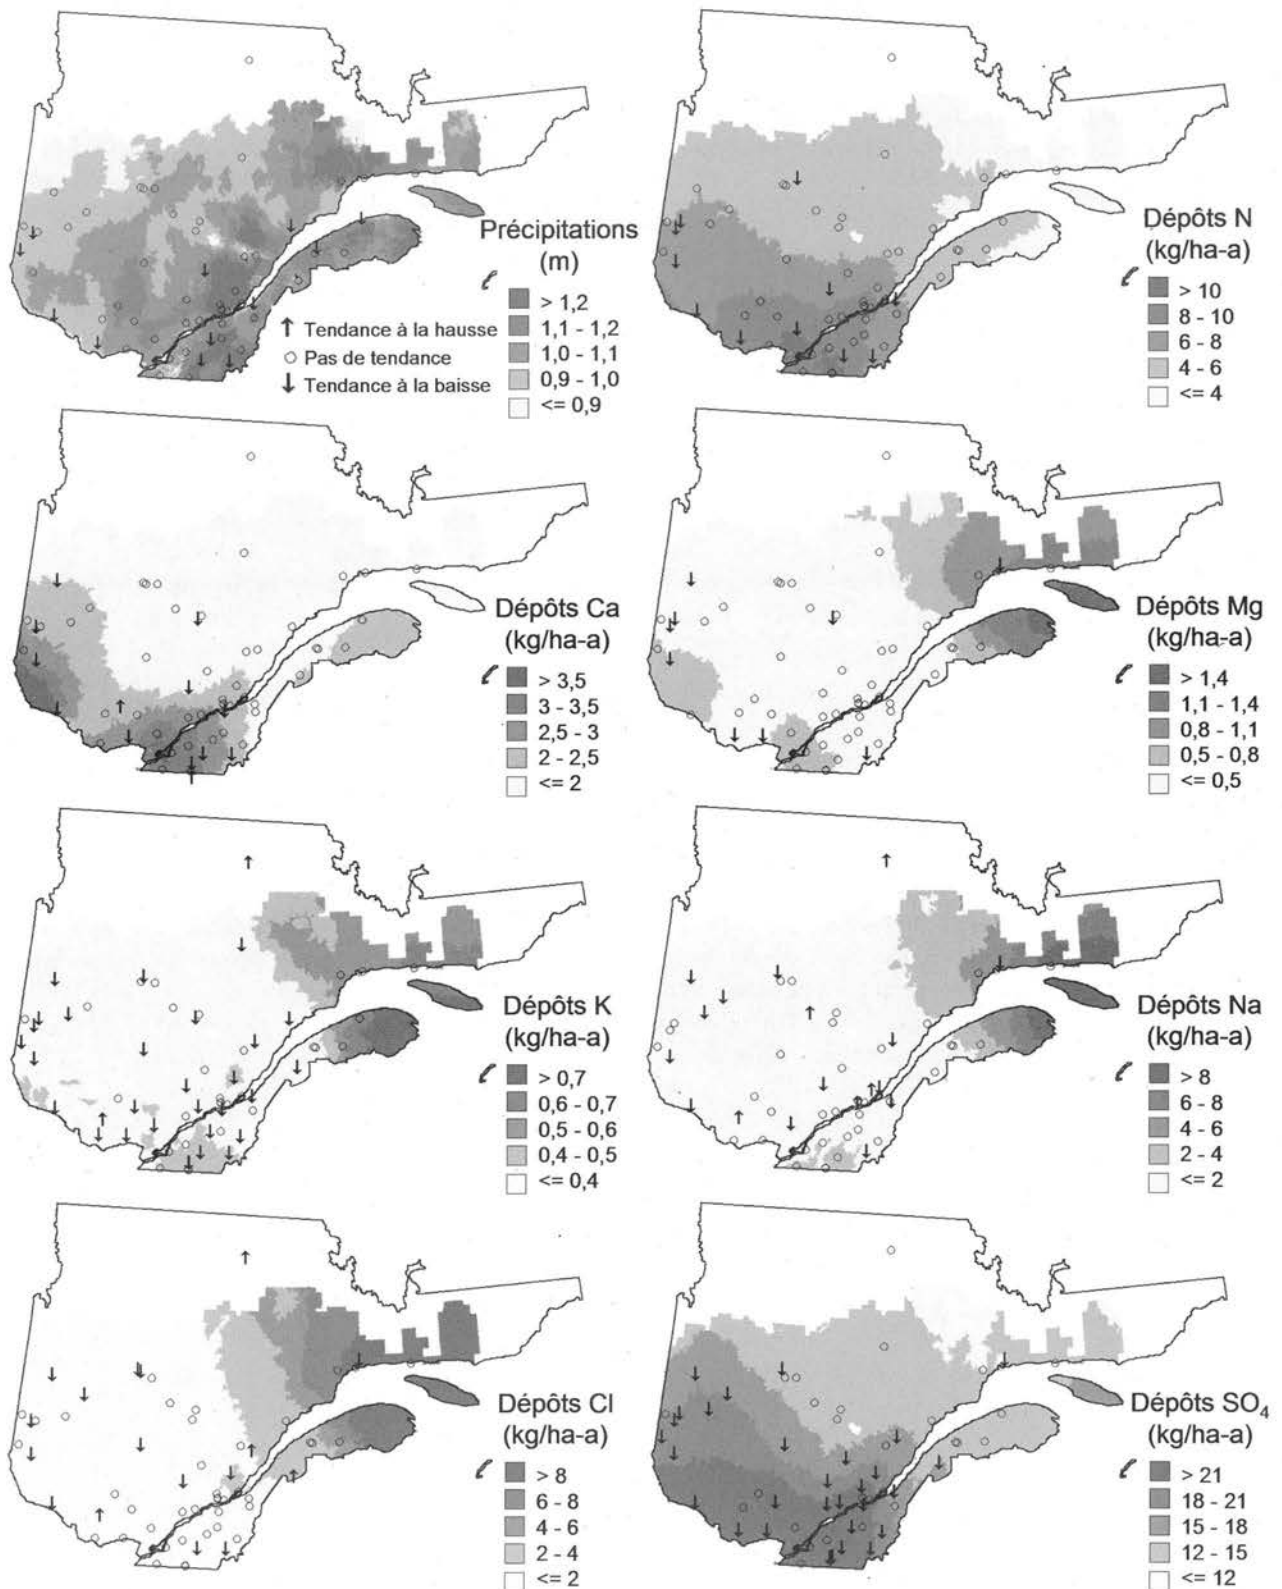 Précipitations
(m)
> 1,2
1,1 - 1,2
1,0 - 1,1
0,9 - 1,0
<= 0,9
↑ Tendance à la hausse
○ Pas de tendance
↓ Tendance à la baisse
Dépôts N
(kg/ha-a)
> 10
8 - 10
6 - 8
4 - 6
<= 4
Dépôts Ca
(kg/ha-a)
> 3,5
3 - 3,5
2,5 - 3
2 - 2,5
<= 2
Dépôts Mg
(kg/ha-a)
> 1,4
1,1 - 1,4
0,8 - 1,1
0,5 - 0,8
<= 0,5
Dépôts K
(kg/ha-a)
> 0,7
0,6 - 0,7
0,5 - 0,6
0,4 - 0,5
<= 0,4
Dépôts Na
(kg/ha-a)
> 8
6 - 8
4 - 6
2 - 4
<= 2
Dépôts Cl
(kg/ha-a)
> 8
6 - 8
4 - 6
2 - 4
<= 2
Dépôts SO₄
(kg/ha-a)
> 21
18 - 21
15 - 18
12 - 15
<= 12